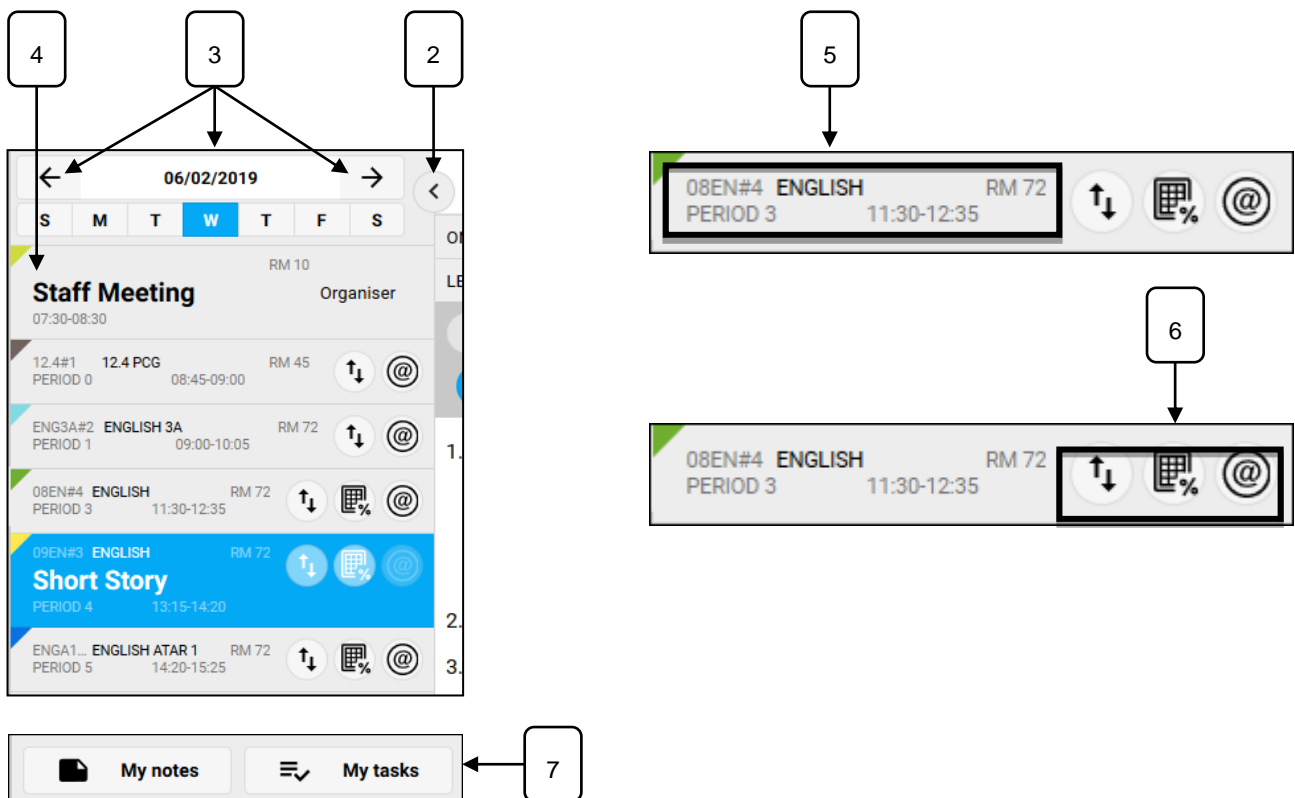 4
3
2
5
06/02/2019
S M T W T F S
RM 10
Staff Meeting Organiser
07:30-08:30
12.4#1 12.4 PCG RM 45
PERIOD 0 08:45-09:00
@
ENG3A#2 ENGLISH 3A RM 72
PERIOD 1 09:00-10:05
@
08EN#4 ENGLISH RM 72
PERIOD 3 11:30-12:35
% @
09EN#3 ENGLISH RM 72
Short Story
PERIOD 4 13:15-14:20
% @
ENGA1... ENGLISH ATAR 1 RM 72
PERIOD 5 14:20-15:25
% @
LE
1.
2.
3.
08EN#4 ENGLISH RM 72
PERIOD 3 11:30-12:35
% @
6
08EN#4 ENGLISH RM 72
PERIOD 3 11:30-12:35
% @
My notes My tasks
7